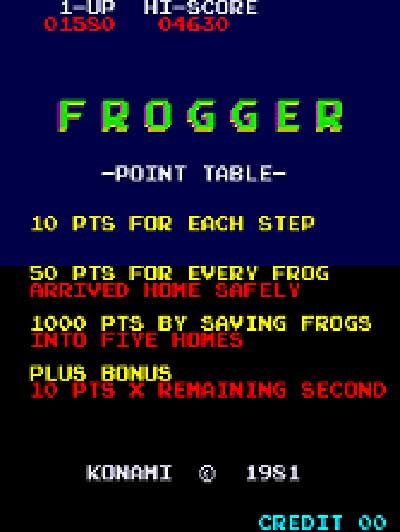 1-UP HI-SCORE
01580 04630
FROGGER
-POINT TABLE-
10 PTS FOR EACH STEP
50 PTS FOR EVERY FROG
ARRIVED HOME SAFELY
1000 PTS BY SAVING FROGS
INTO FIVE HOMES
PLUS BONUS
10 PTS X REMAINING SECOND
KONAMI © 1981
CREDIT 00